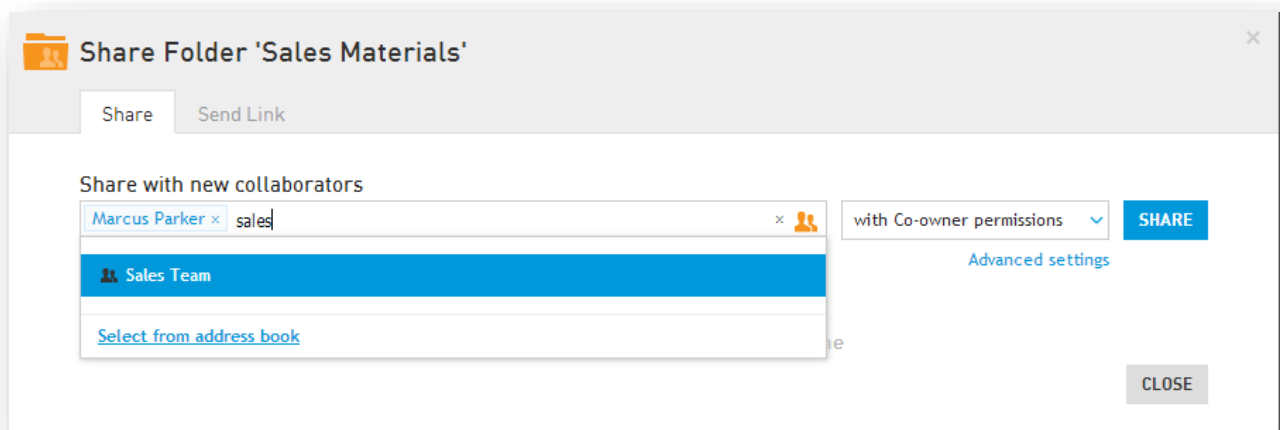 Share Folder 'Sales Materials'
×
Share
Send Link
Share with new collaborators
Marcus Parker ×
sales
×
with Co-owner permissions
SHARE
Advanced settings
Sales Team
Select from address book
CLOSE